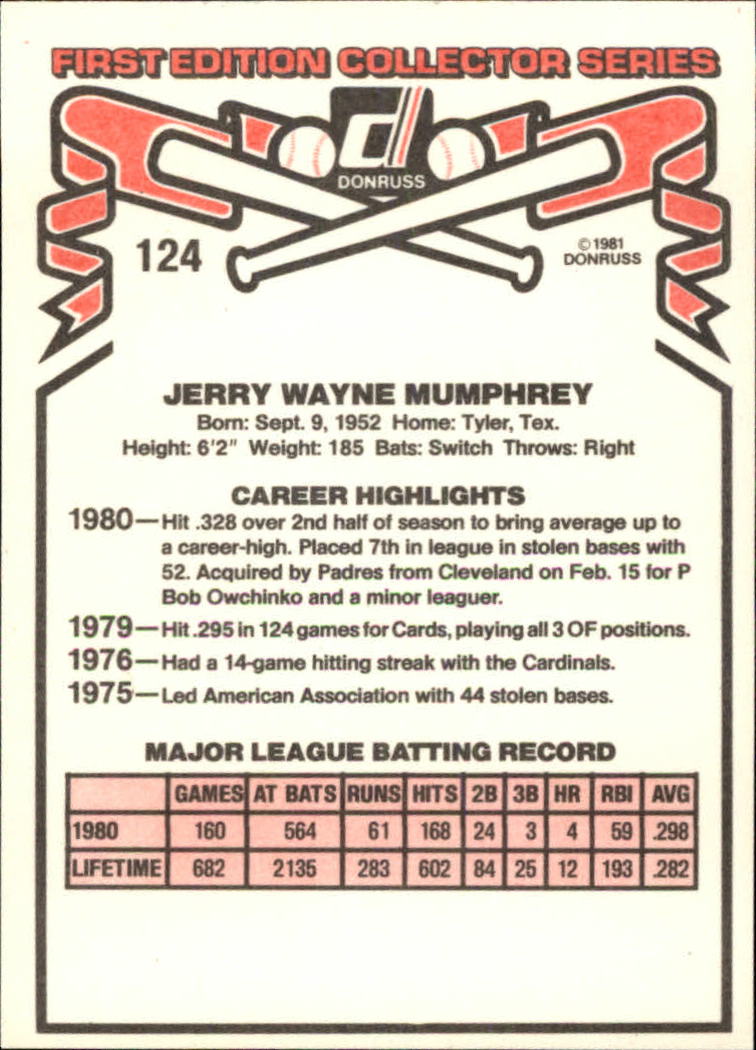 FIRST EDITION COLLECTOR SERIES
d
DONRUSS
124
© 1981
DONRUSS
JERRY WAYNE MUMPHREY
Born: Sept. 9, 1952 Home: Tyler, Tex.
Height: 6'2" Weight: 185 Bats: Switch Throws: Right
CAREER HIGHLIGHTS
1980—Hit .328 over 2nd half of season to bring average up to
a career-high. Placed 7th in league in stolen bases with
52. Acquired by Padres from Cleveland on Feb. 15 for P
Bob Owchinko and a minor leaguer.
1979—Hit .295 in 124 games for Cards, playing all 3 OF positions.
1976—Had a 14-game hitting streak with the Cardinals.
1975—Led American Association with 44 stolen bases.
MAJOR LEAGUE BATTING RECORD
GAMES AT BATS RUNS HITS 2B 3B HR RBI AVG
1980 160 564 61 168 24 3 4 59 .298
LIFETIME 682 2135 283 602 84 25 12 193 .282